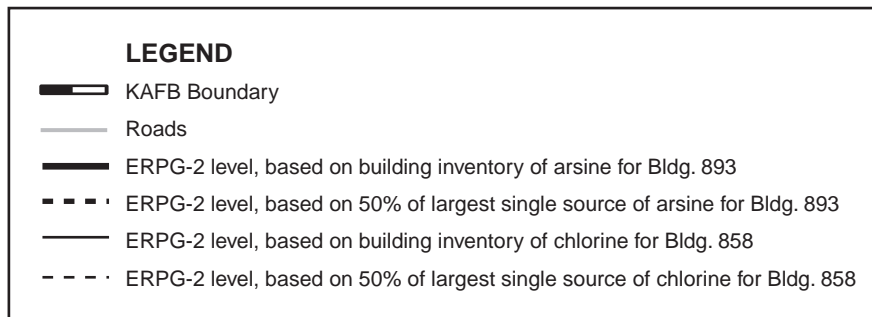 LEGEND
KAFB Boundary
Roads
ERPG-2 level, based on building inventory of arsine for Bldg. 893
ERPG-2 level, based on 50% of largest single source of arsine for Bldg. 893
ERPG-2 level, based on building inventory of chlorine for Bldg. 858
ERPG-2 level, based on 50% of largest single source of chlorine for Bldg. 858